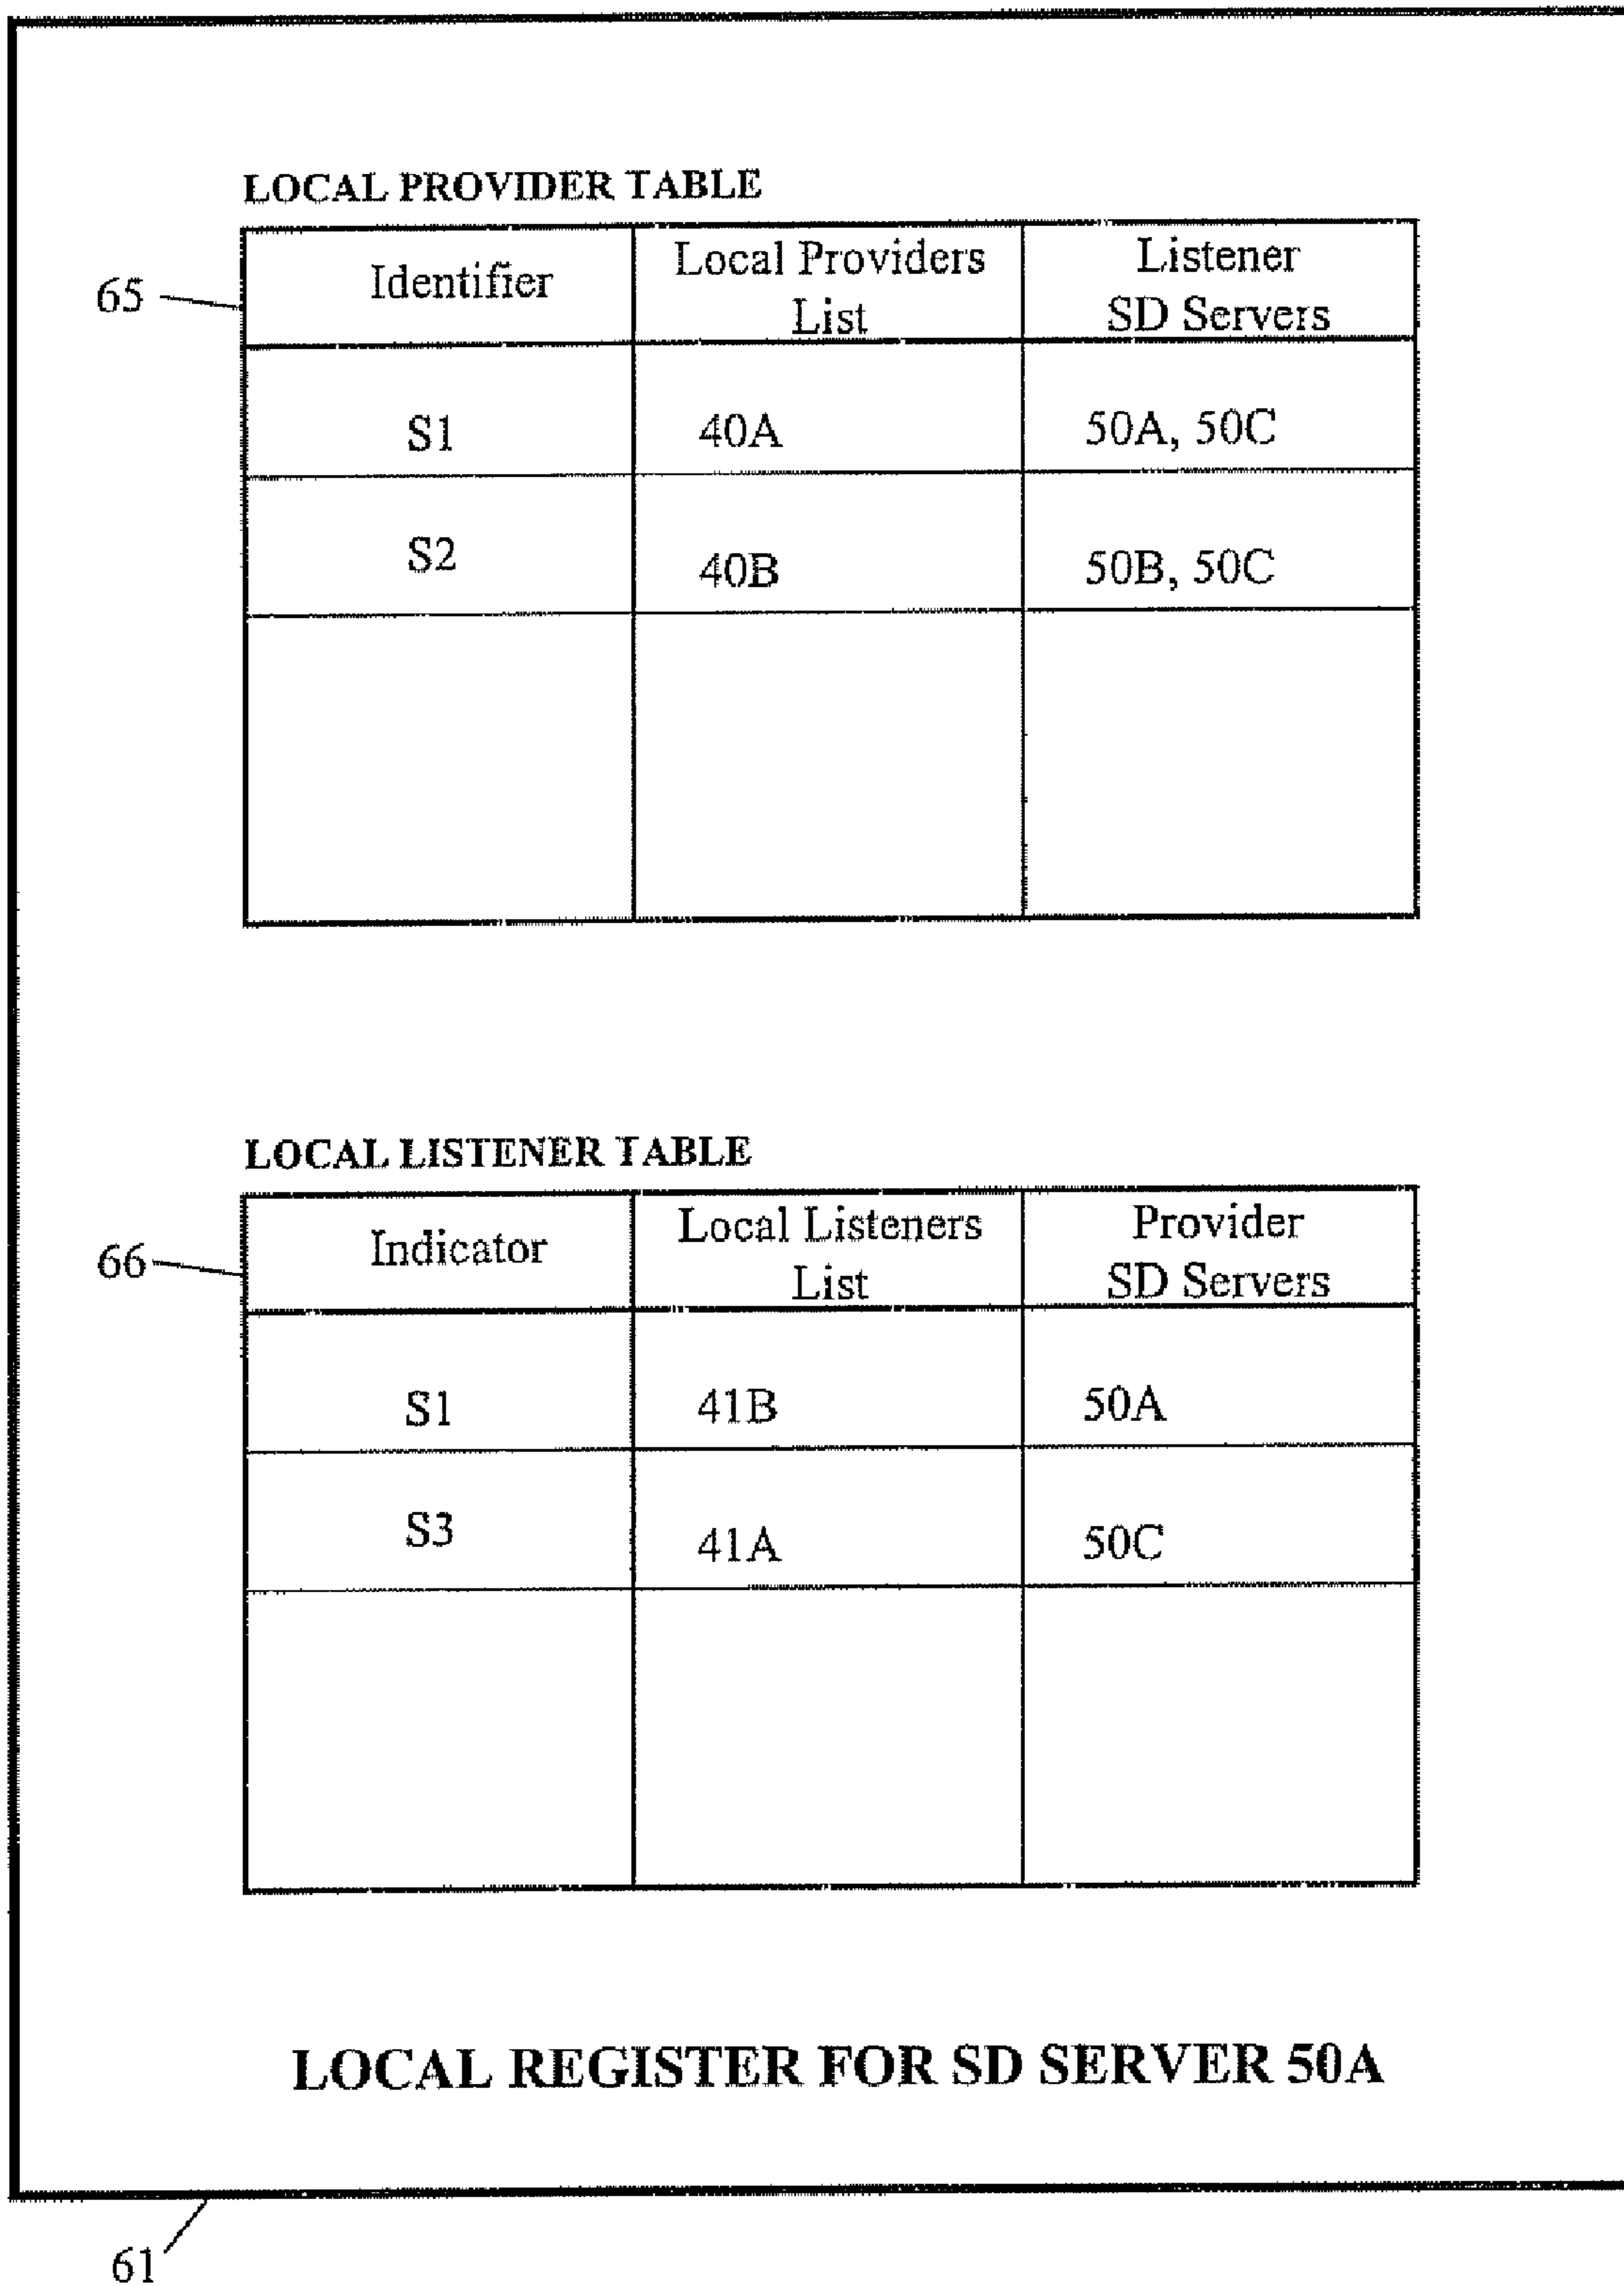 LOCAL PROVIDER TABLE
65
Identifier
Local Providers
List
Listener
SD Servers
S1
40A
50A, 50C
S2
40B
50B, 50C
LOCAL LISTENER TABLE
66
Indicator
Local Listeners
List
Provider
SD Servers
S1
41B
50A
S3
41A
50C
LOCAL REGISTER FOR SD SERVER 50A
61